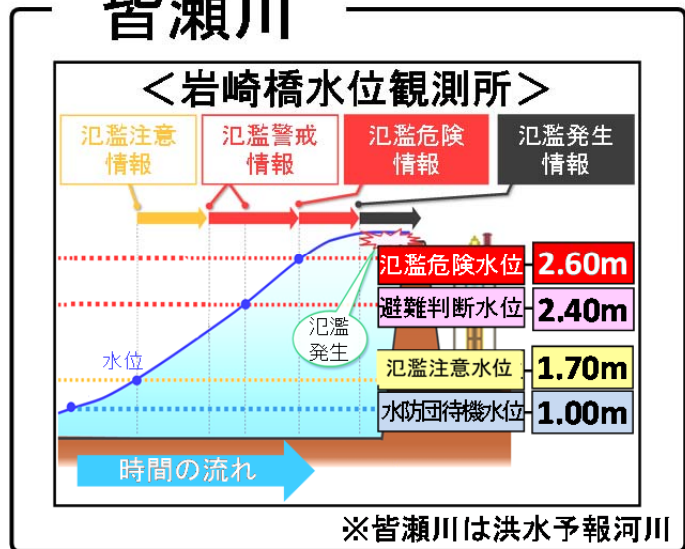 皆瀬川
＜岩崎橋水位観測所＞
氾濫注意
情報
氾濫警戒
情報
氾濫危険
情報
氾濫発生
情報
氾濫危険水位
2.60m
避難判断水位
2.40m
氾濫
発生
水位
氾濫注意水位
1.70m
水防団待機水位
1.00m
時間の流れ
※皆瀬川は洪水予報河川